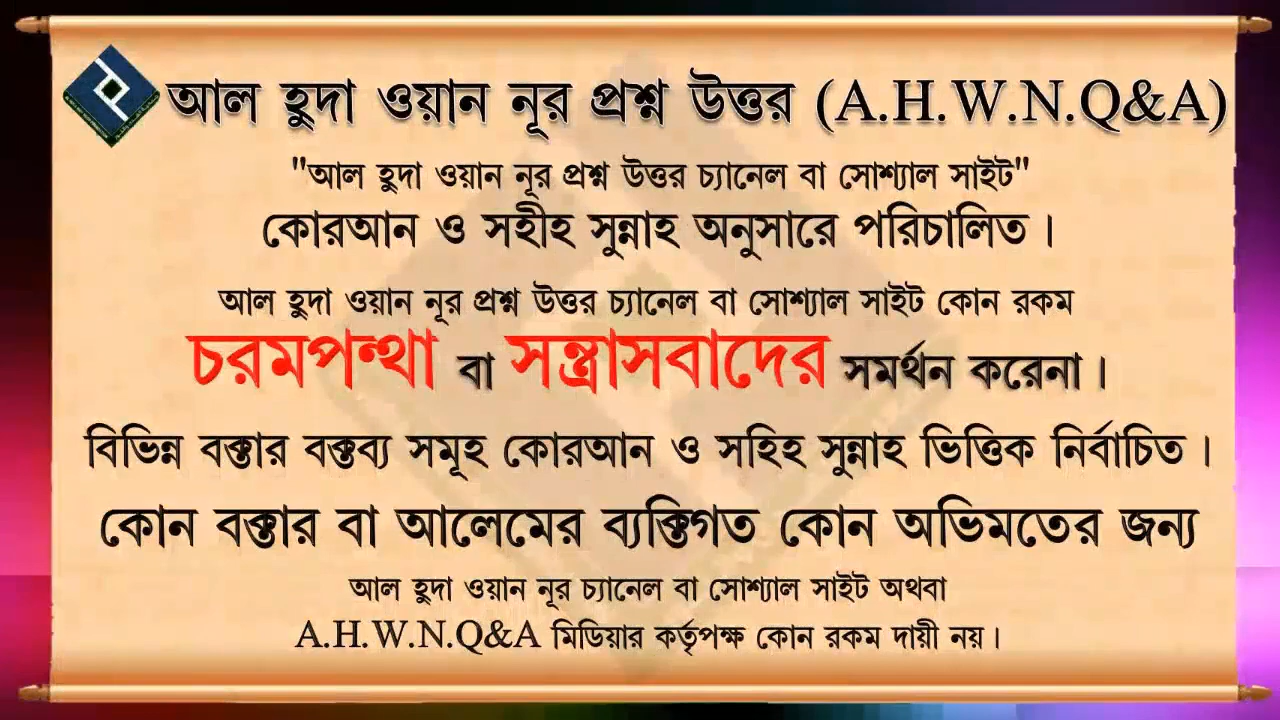 আল হুদা ওয়ান নূর প্রশ্ন উত্তর (A.H.W.N.Q&A)
"আল হুদা ওয়ান নূর প্রশ্ন উত্তর চ্যানেল বা সোশ্যাল সাইট"
কোরআন ও সহীহ সুন্নাহ অনুসারে পরিচালিত ।
আল হুদা ওয়ান নূর প্রশ্ন উত্তর চ্যানেল বা সোশ্যাল সাইট কোন রকম
চরমপন্থা বা সন্ত্রাসবাদের সমর্থন করেনা ।
বিভিন্ন বক্তার বক্তব্য সমূহ কোরআন ও সহিহ সুন্নাহ ভিত্তিক নির্বাচিত ।
কোন বক্তার বা আলেমের ব্যক্তিগত কোন অভিমতের জন্য
আল হুদা ওয়ান নূর চ্যানেল বা সোশ্যাল সাইট অথবা
A.H.W.N.Q&A মিডিয়ার কর্তৃপক্ষ কোন রকম দায়ী নয় ।